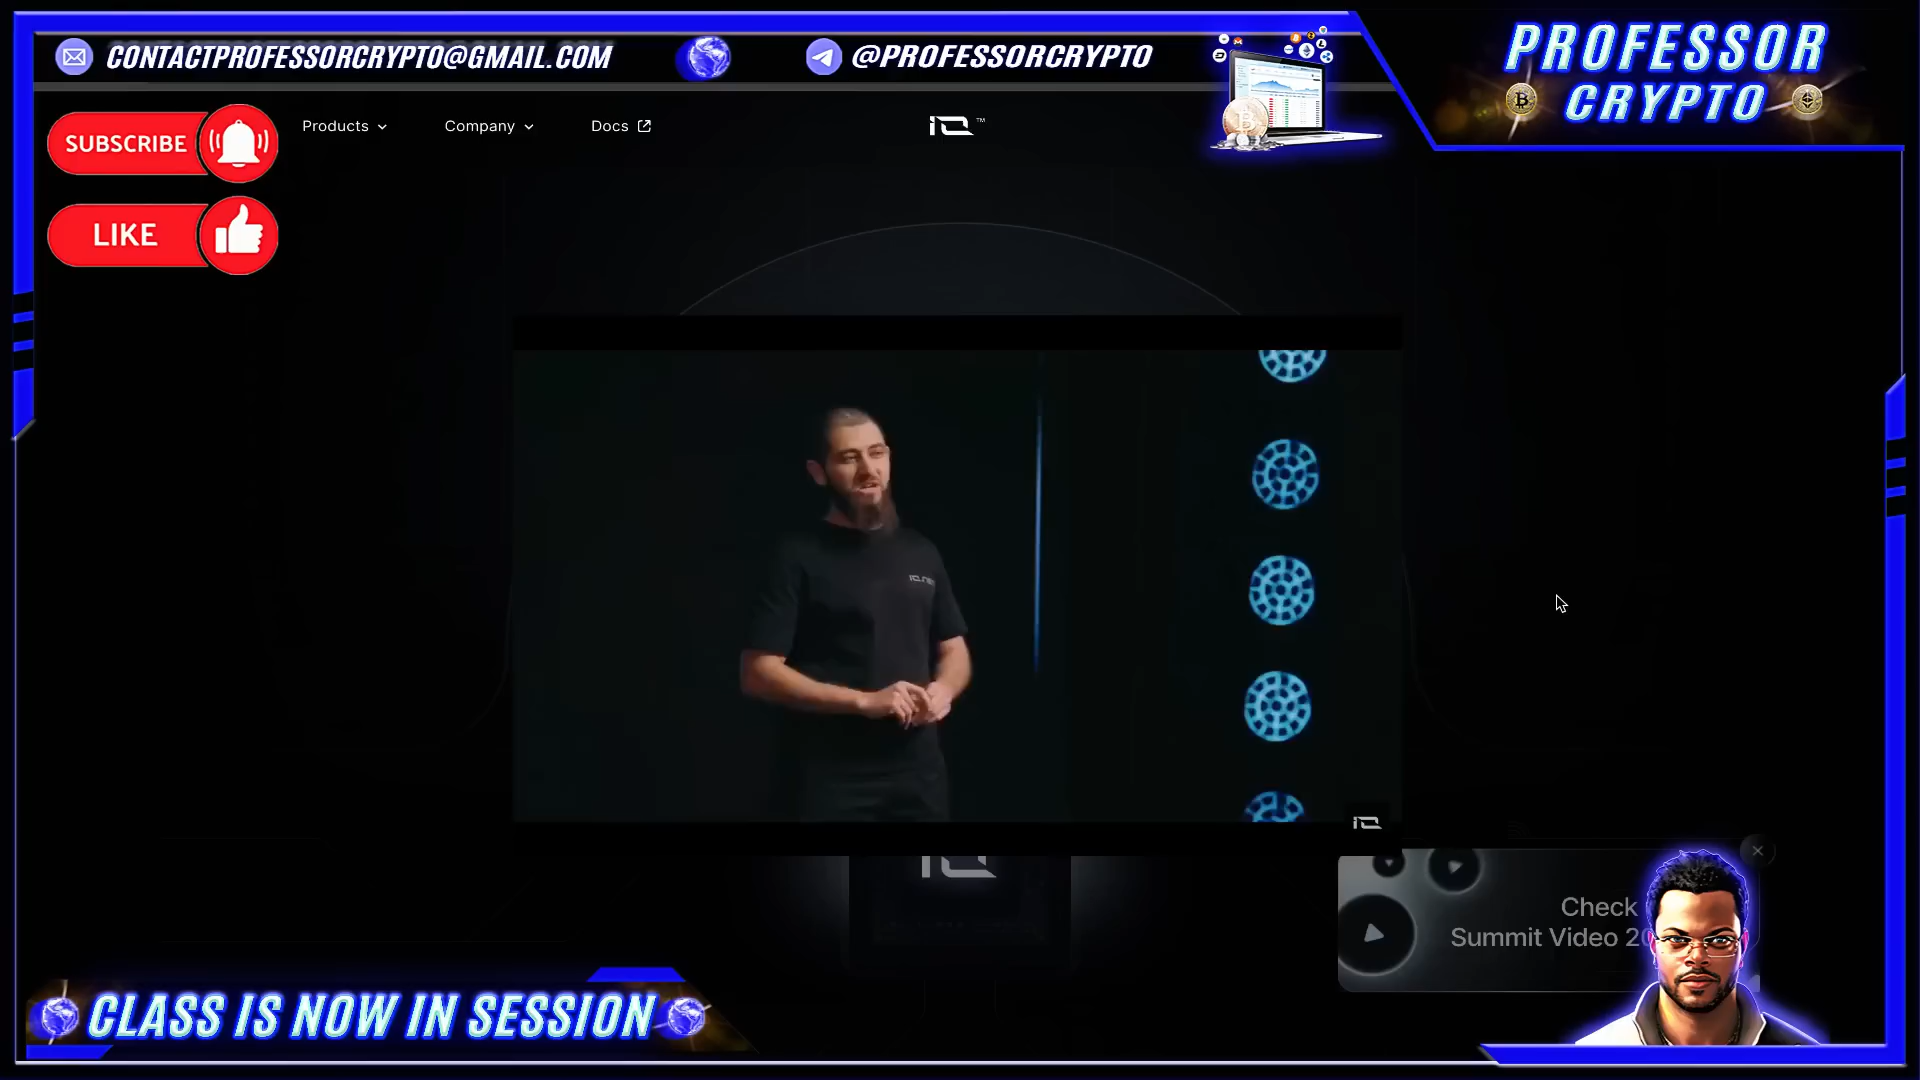 CONTACTPROFESSORCRYPTO@GMAIL.COM
@PROFESSORCRYPTO
PROFESSOR
CRYPTO
SUBSCRIBE
LIKE
Products
Company
Docs
IO™
Check
Summit Video 2
CLASS IS NOW IN SESSION